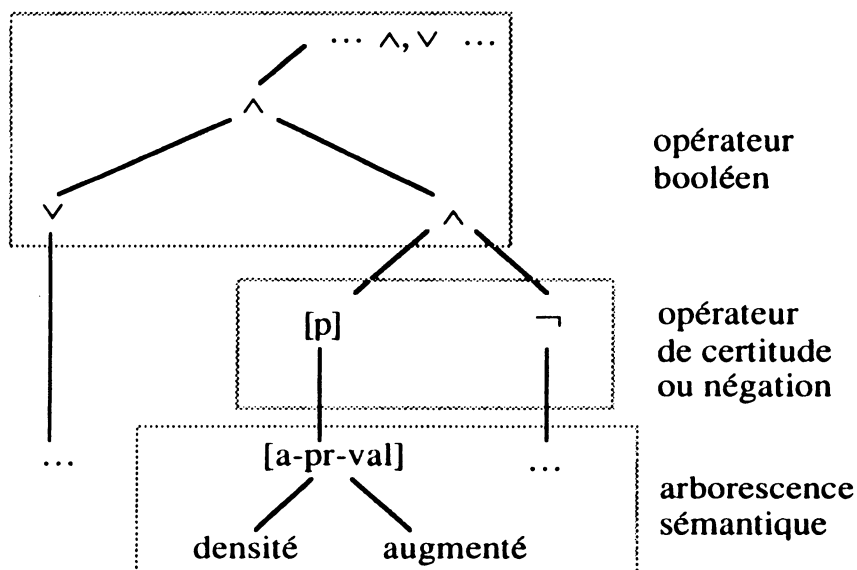 ... ∧, ∨ ...
∧
opérateur
booléen
∨
∧
[p]
¬
opérateur
de certitude
ou négation
...
[a-pr-val]
...
arborescence
sémantique
densité
augmenté